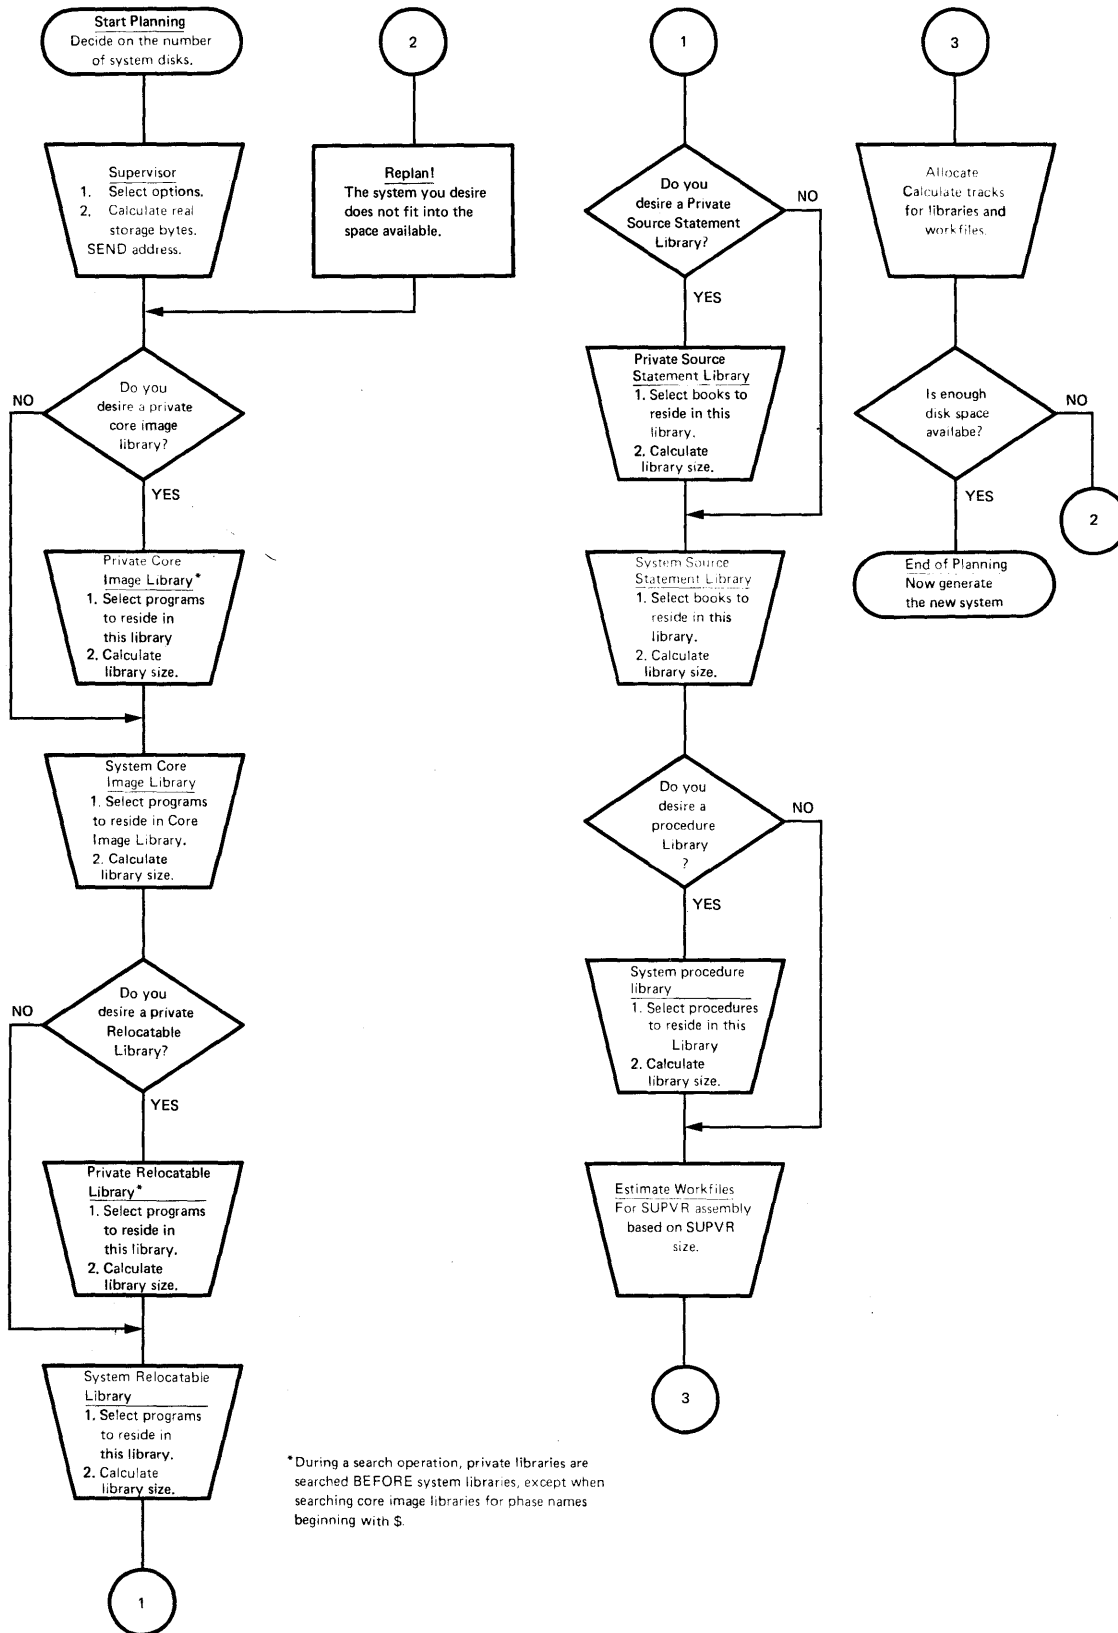 Start Planning
Decide on the number
of system disks.
Supervisor
1. Select options.
2. Calculate real
storage bytes.
SEND address.
Do you
desire a private
core image
library?
NO
YES
Private Core
Image Library*
1. Select programs
to reside in
this library
2. Calculate
library size.
System Core
Image Library
1. Select programs
to reside in Core
Image Library.
2. Calculate
library size.
Do you
desire a private
Relocatable
Library?
NO
YES
Private Relocatable
Library*
1. Select programs
to reside in
this library.
2. Calculate
library size.
System Relocatable
Library
1. Select programs
to reside in
this library.
2. Calculate
library size.
1
2
Replan!
The system you desire
does not fit into the
space available.
1
Do you
desire a Private
Source Statement
Library?
NO
YES
Private Source
Statement Library
1. Select books to
reside in this
library.
2. Calculate
library size.
System Source
Statement Library
1. Select books to
reside in this
library.
2. Calculate
library size.
Do you
desire a
procedure
Library
?
NO
YES
System procedure
library
1. Select procedures
to reside in this
Library
2. Calculate
library size.
Estimate Workfiles
For SUPVR assembly
based on SUPVR
size.
3
3
Allocate
Calculate tracks
for libraries and
workfiles.
Is enough
disk space
availabe?
NO
YES
2
End of Planning
Now generate
the new system
*During a search operation, private libraries are
searched BEFORE system libraries, except when
searching core image libraries for phase names
beginning with $.